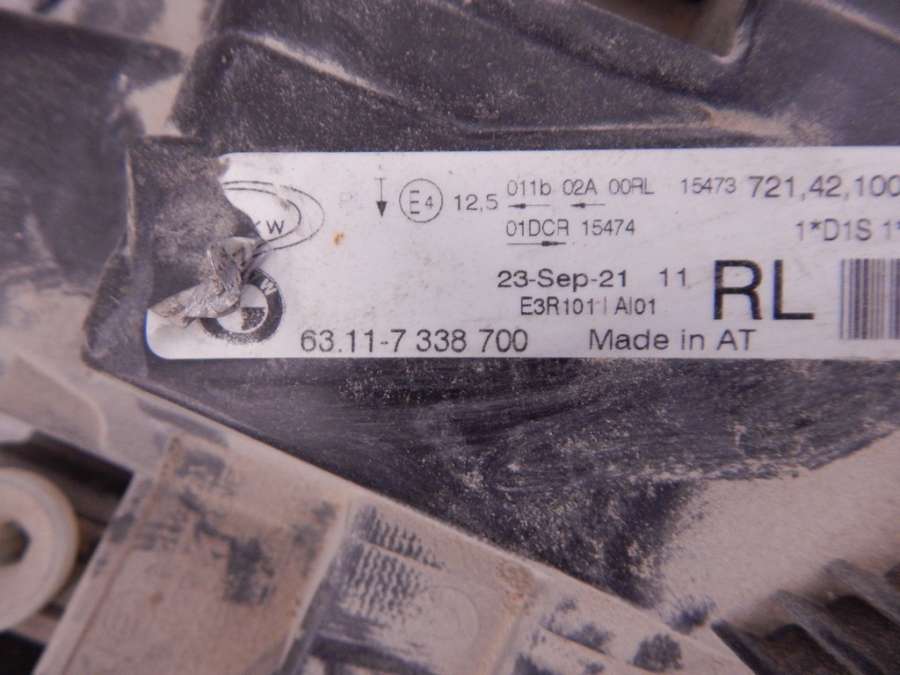 E4 12,5 011b 02A 00RL 15473 721,42,100
01DCR 15474 1*D1S 1*
23-Sep-21 11 RL
E3R101 AI01
63.11-7 338 700 Made in AT